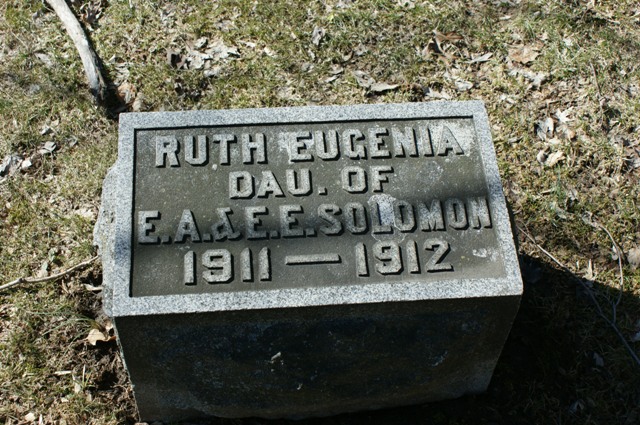 RUTH EUGENIA
DAU. OF
E.A.&E.E.SOLOMON
1911 — 1912